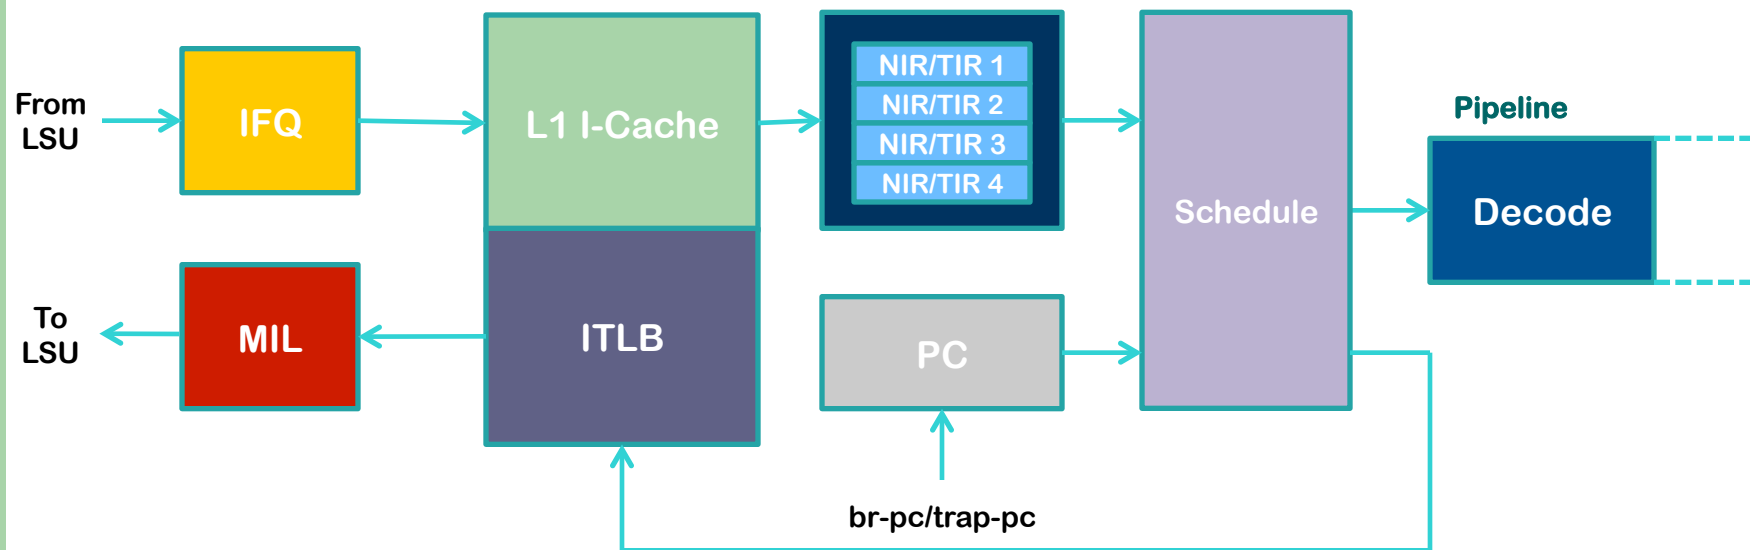 From
LSU
IFQ
L1 I-Cache
NIR/TIR 1
NIR/TIR 2
NIR/TIR 3
NIR/TIR 4
Schedule
Pipeline
Decode
To
LSU
MIL
ITLB
PC
br-pc/trap-pc